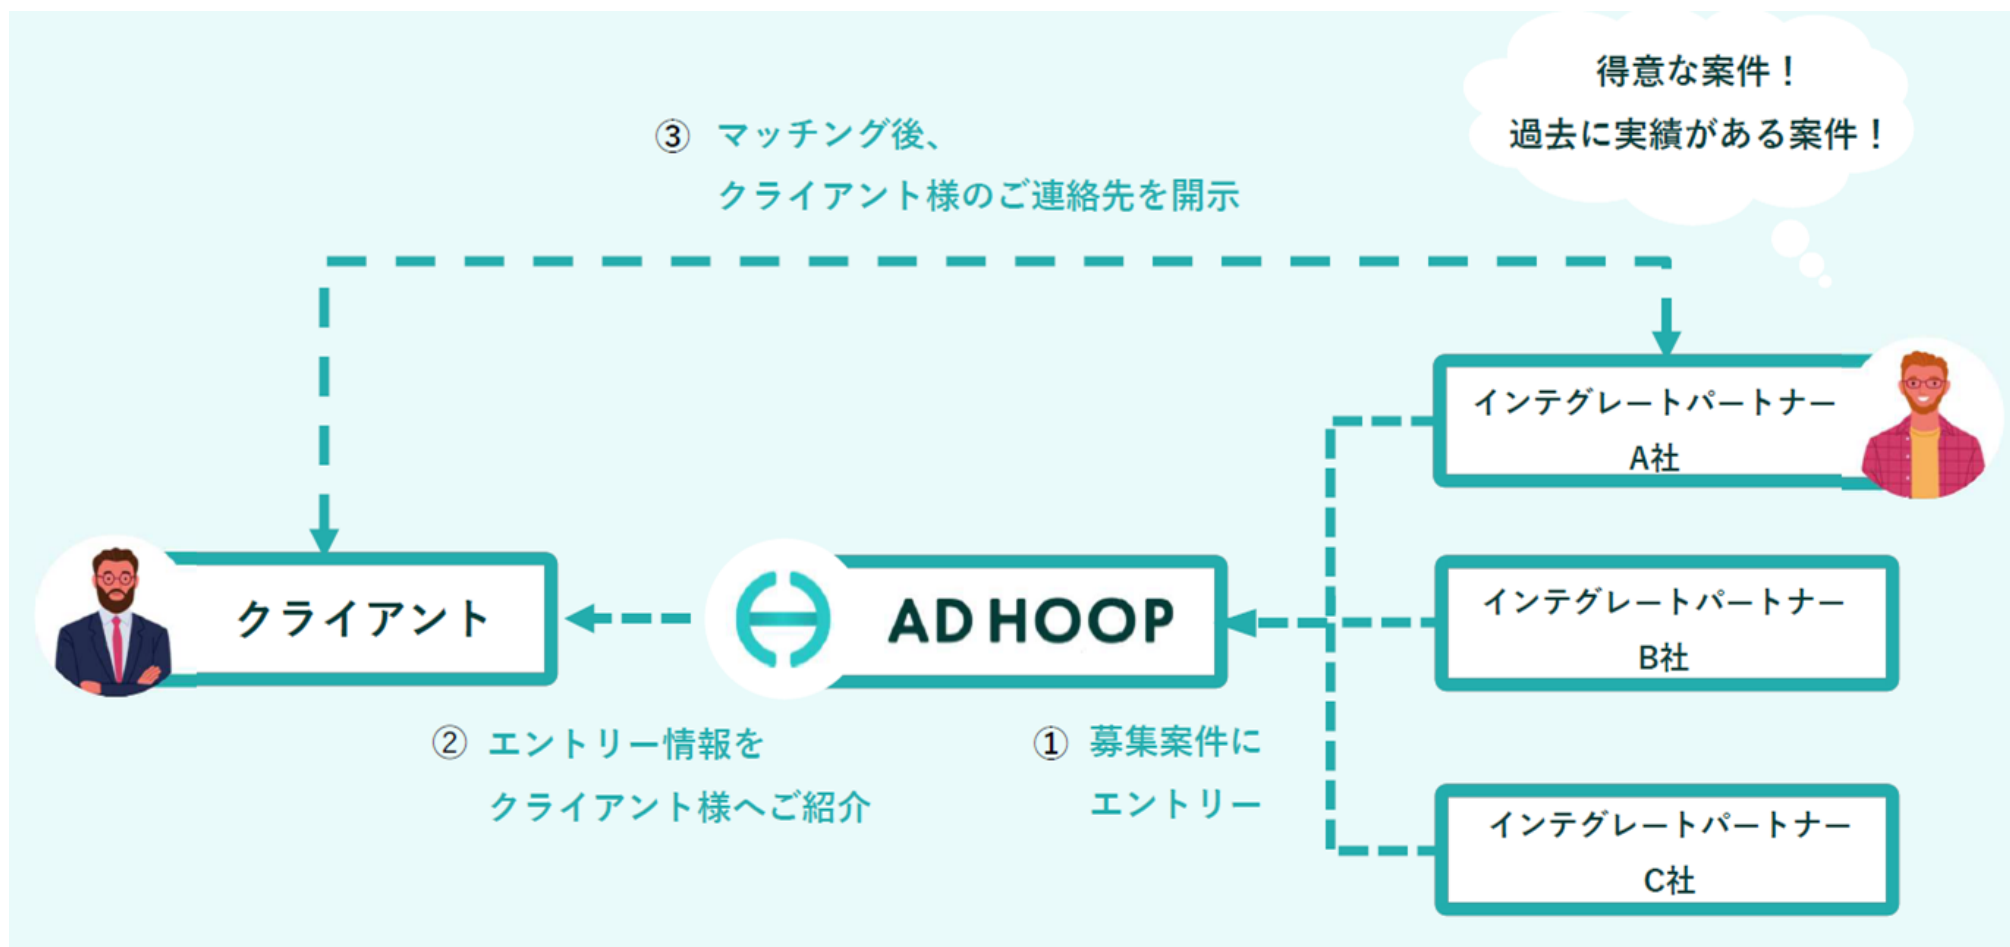 得意な案件！
過去に実績がある案件！
③ マッチング後、
クライアント様のご連絡先を開示
インテグレートパートナー
A社
クライアント
AD HOOP
インテグレートパートナー
B社
② エントリー情報を
クライアント様へご紹介
① 募集案件に
エントリー
インテグレートパートナー
C社